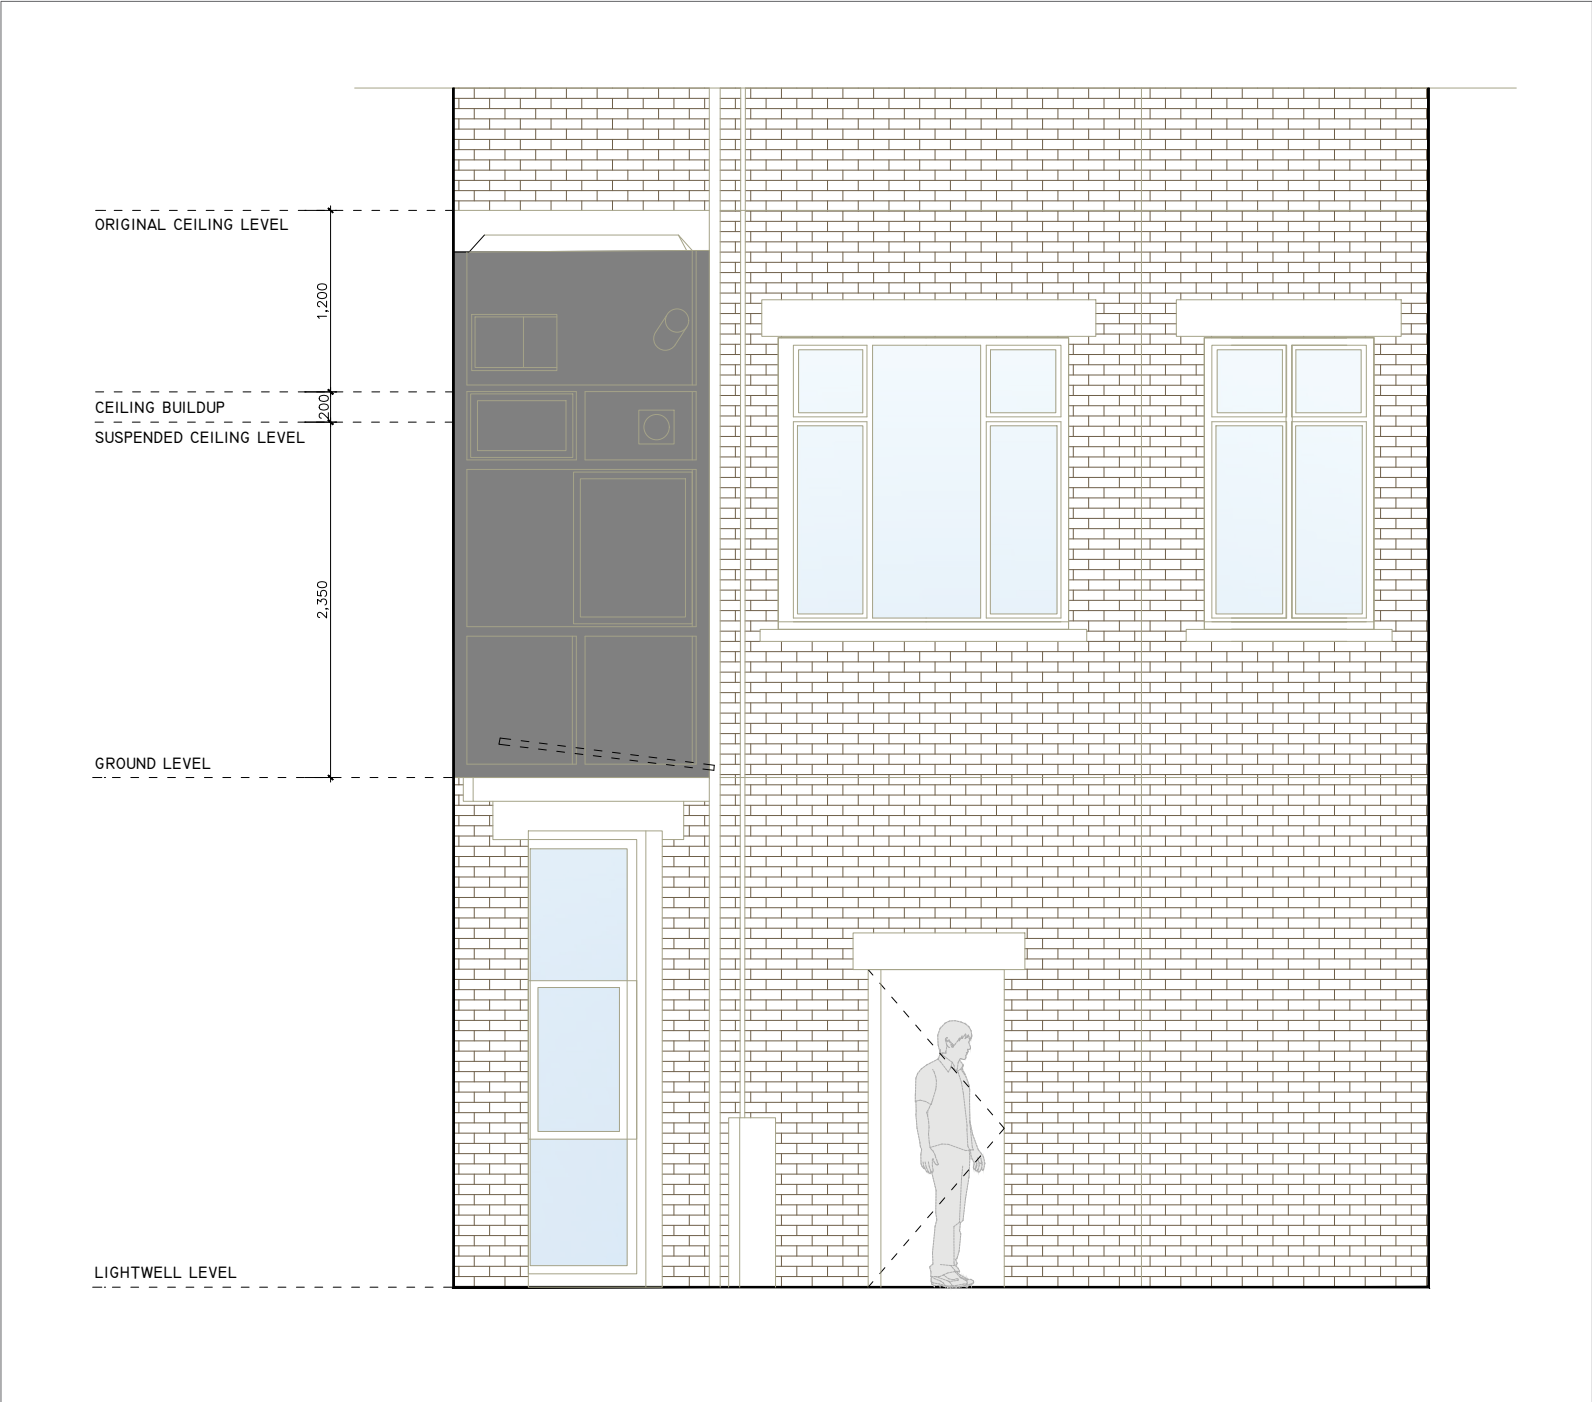 ORIGINAL CEILING LEVEL
1,200
CEILING BUILDUP
200
SUSPENDED CEILING LEVEL
2,350
GROUND LEVEL
LIGHTWELL LEVEL